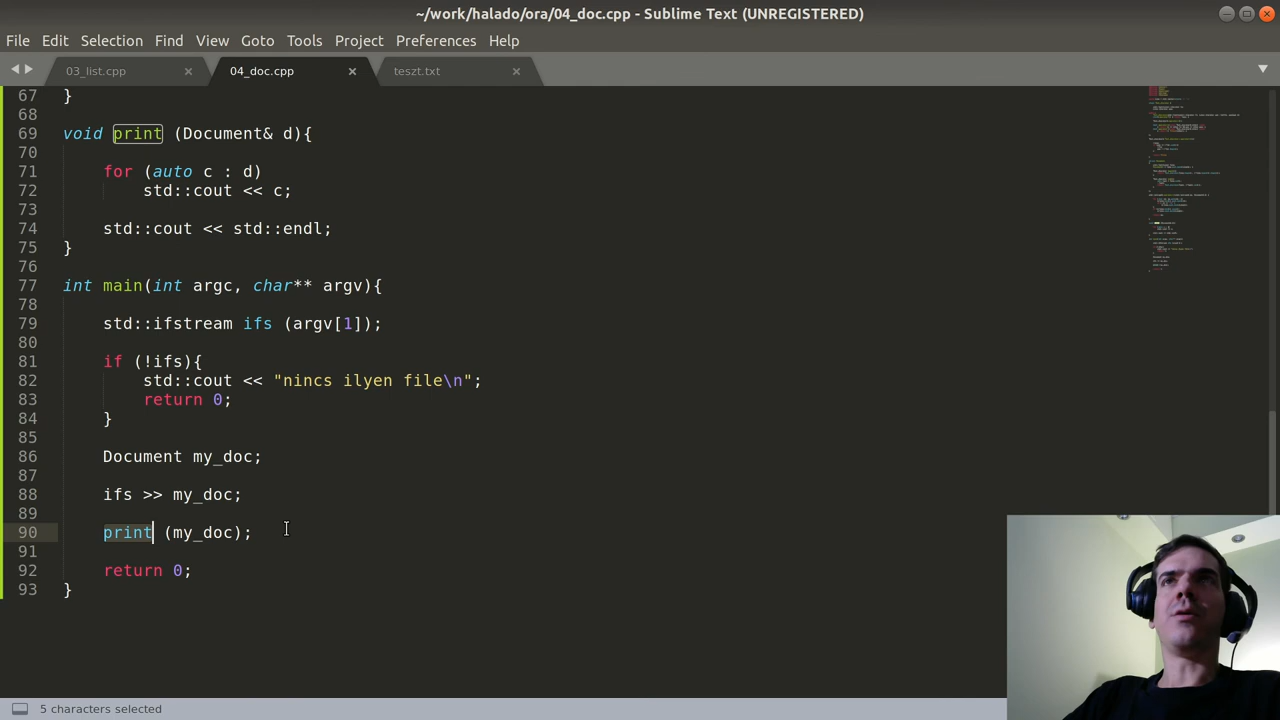 ~/work/halado/ora/04_doc.cpp - Sublime Text (UNREGISTERED)
File Edit Selection Find View Goto Tools Project Preferences Help
03_list.cpp 04_doc.cpp teszt.txt
67 }
68
69 void print (Document& d){
70
71 for (auto c : d)
72 std::cout << c;
73
74 std::cout << std::endl;
75 }
76
77 int main(int argc, char** argv){
78
79 std::ifstream ifs (argv[1]);
80
81 if (!ifs){
82 std::cout << "nincs ilyen file\n";
83 return 0;
84 }
85
86 Document my_doc;
87
88 ifs >> my_doc;
89
90 print (my_doc);
91
92 return 0;
93 }
5 characters selected